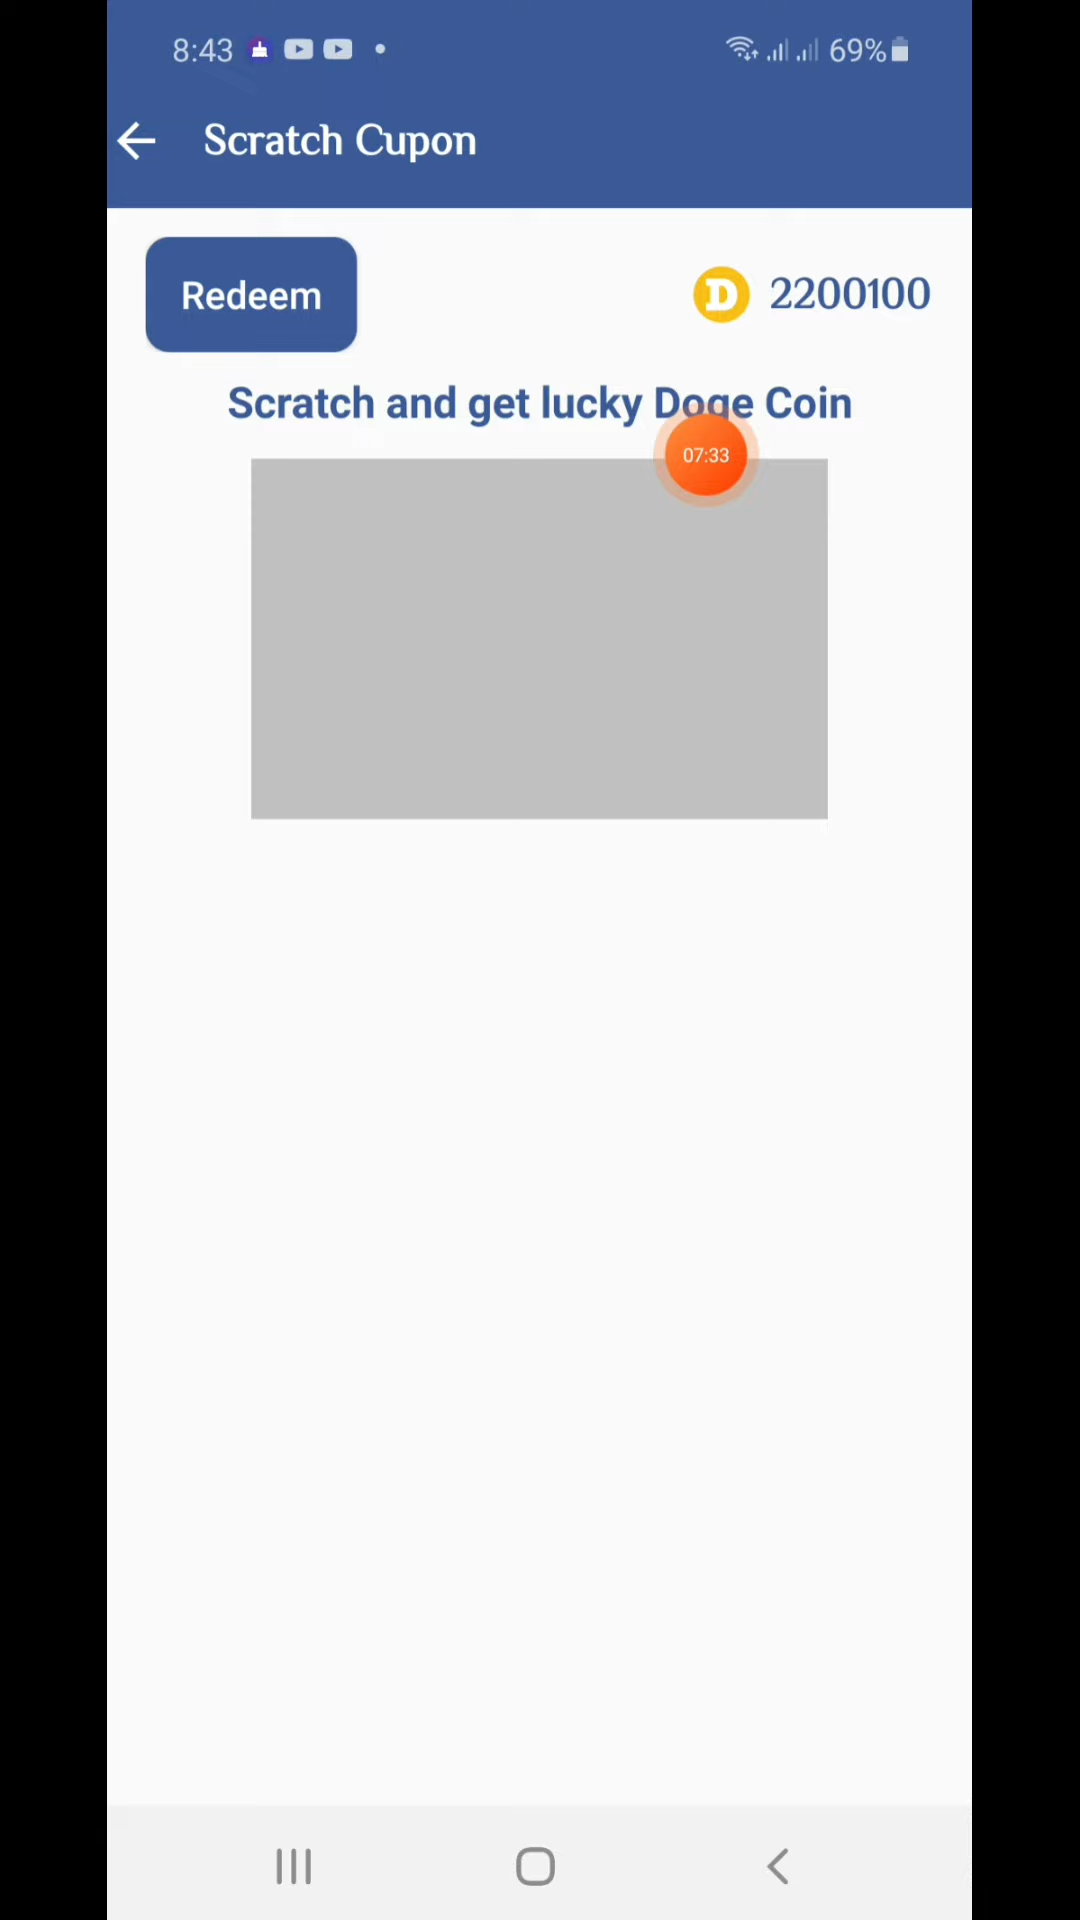 8:43 69%
Scratch Cupon
Redeem
D 2200100
Scratch and get lucky Doge Coin
07:33